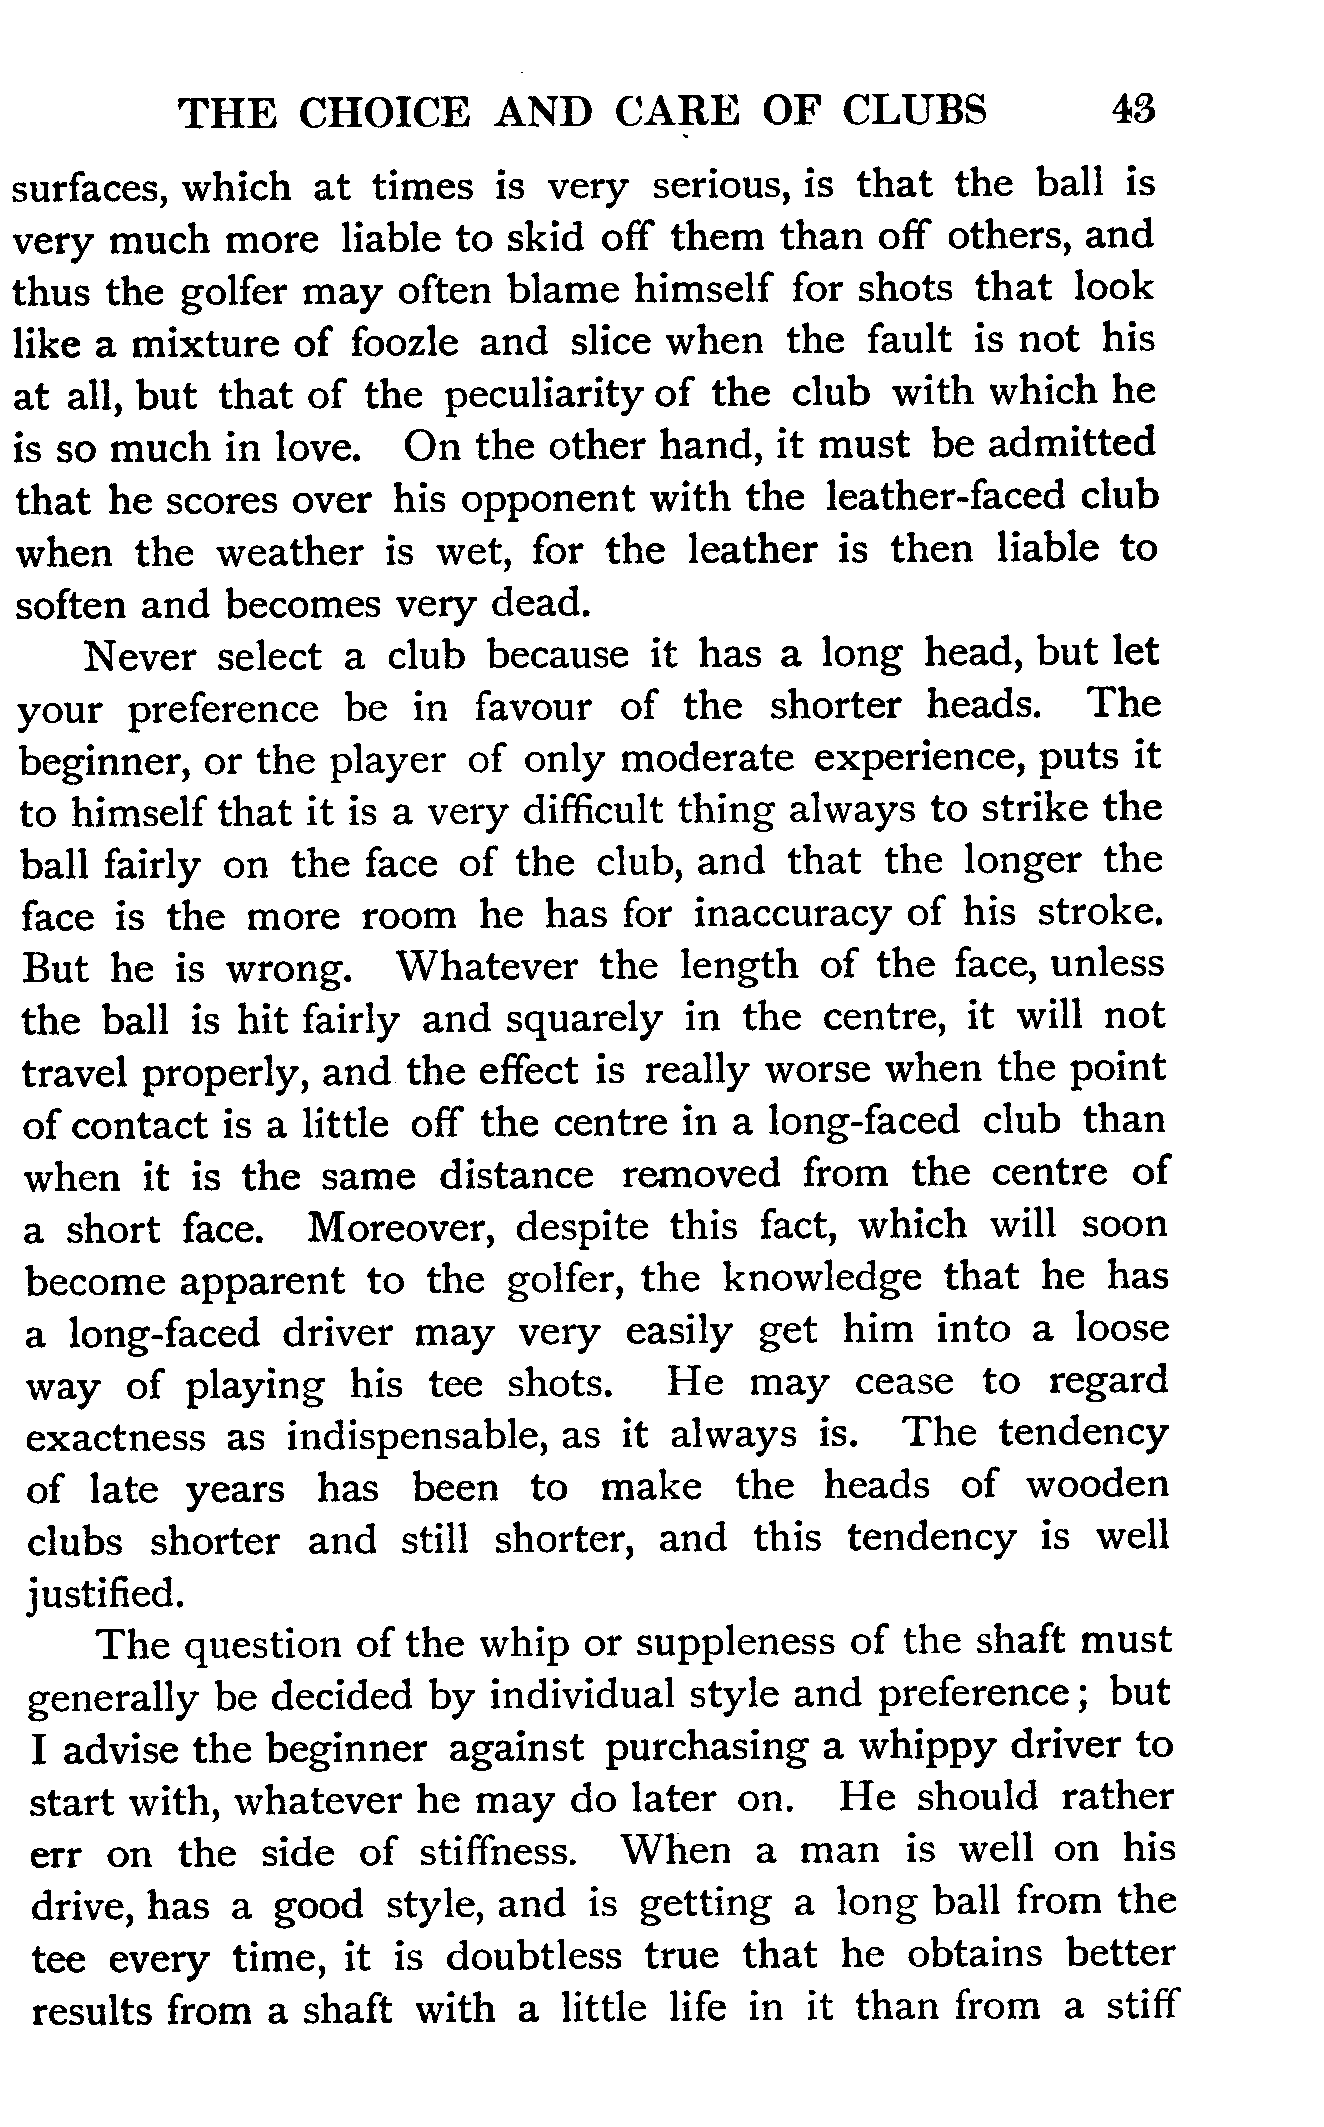 THE CHOICE AND CARE OF CLUBS 43
surfaces, which at times is very serious, is that the ball is
very much more liable to skid off them than off others, and
thus the golfer may often blame himself for shots that look
like a mixture of foozle and slice when the fault is not his
at all, but that of the peculiarity of the club with which he
is so much in love. On the other hand, it must be admitted
that he scores over his opponent with the leather-faced club
when the weather is wet, for the leather is then liable to
soften and becomes very dead.
Never select a club because it has a long head, but let
your preference be in favour of the shorter heads. The
beginner, or the player of only moderate experience, puts it
to himself that it is a very difficult thing always to strike the
ball fairly on the face of the club, and that the longer the
face is the more room he has for inaccuracy of his stroke.
But he is wrong. Whatever the length of the face, unless
the ball is hit fairly and squarely in the centre, it will not
travel properly, and the effect is really worse when the point
of contact is a little off the centre in a long-faced club than
when it is the same distance removed from the centre of
a short face. Moreover, despite this fact, which will soon
become apparent to the golfer, the knowledge that he has
a long-faced driver may very easily get him into a loose
way of playing his tee shots. He may cease to regard
exactness as indispensable, as it always is. The tendency
of late years has been to make the heads of wooden
clubs shorter and still shorter, and this tendency is well
justified.
The question of the whip or suppleness of the shaft must
generally be decided by individual style and preference; but
I advise the beginner against purchasing a whippy driver to
start with, whatever he may do later on. He should rather
err on the side of stiffness. When a man is well on his
drive, has a good style, and is getting a long ball from the
tee every time, it is doubtless true that he obtains better
results from a shaft with a little life in it than from a stiff